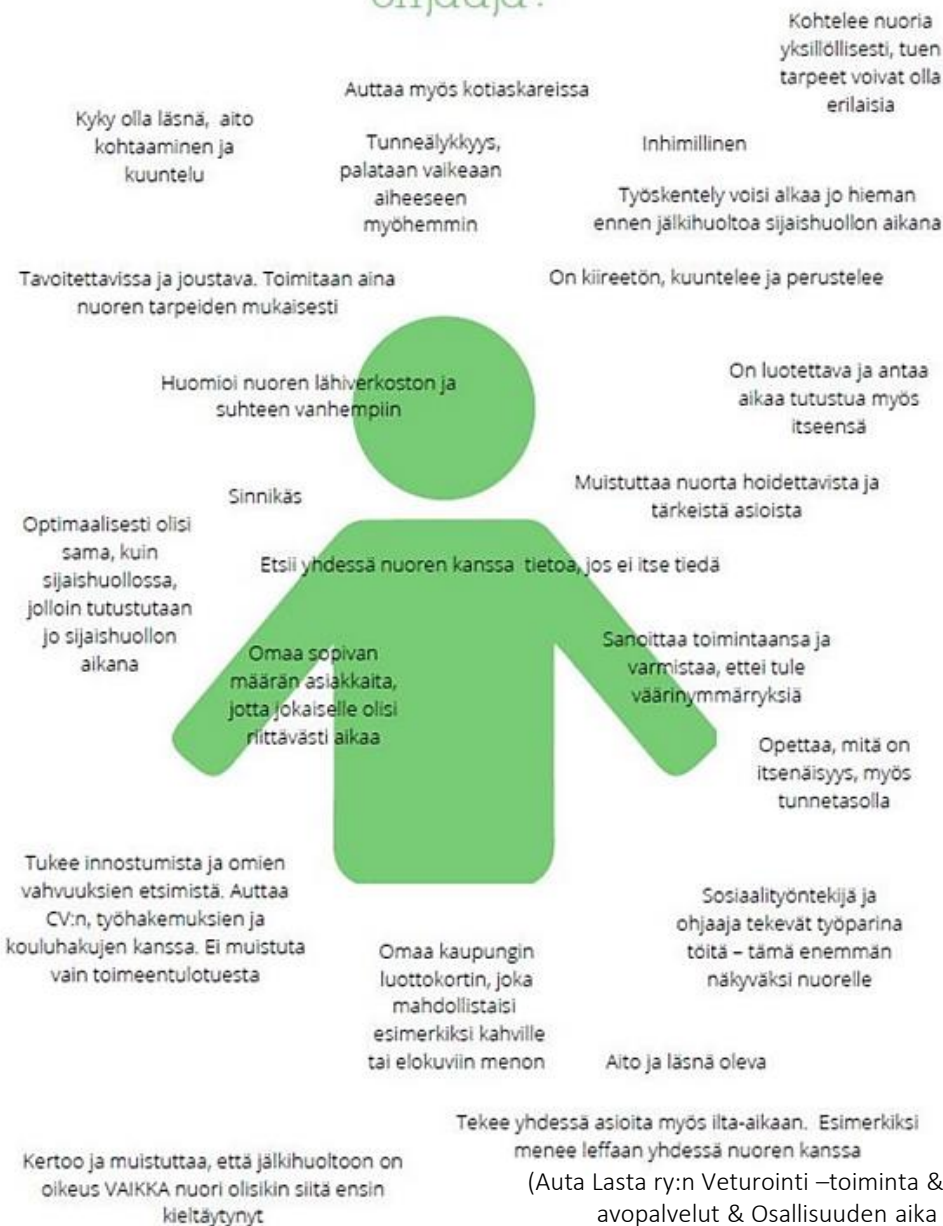 ohjaaja?
Kohtelee nuoria
yksillöllisesti, tuen
tarpeet voivat olla
erilaisia
Auttaa myös kotiaskareissa
Kyky olla läsnä, aito
kohtaaminen ja
kuuntelu
Tunneälykkyys,
palataan vaikeaan
aiheeseen
myöhemmin
Inhimillinen
Työskentely voisi alkaa jo hieman
ennen jälkihuoltoa sijaishuollon aikana
Tavoitettavissa ja joustava. Toimitaan aina
nuoren tarpeiden mukaisesti
On kiireetön, kuuntelee ja perustelee
Huomioi nuoren lähiverkoston ja
suhteen vanhempiin
On luotettava ja antaa
aikaa tutustua myös
itseensä
Sinnikäs
Muistuttaa nuorta hoidettavista ja
tärkeistä asioista
Optimaalisesti olisi
sama, kuin
sijaishuollossa,
jolloin tutustutaan
jo sijaishuollon
aikana
Etsii yhdessä nuoren kanssa tietoa, jos ei itse tiedä
Omaa sopivan
määrän asiakkaita,
jotta jokaiselle olisi
riittävästi aikaa
Sanoittaa toimintaansa ja
varmistaa, ettei tule
väärinymmärryksiä
Opettaa, mitä on
itsenäisyys, myös
tunnetasolla
Tukee innostumista ja omien
vahvuuksien etsimistä. Auttaa
CV:n, työhakemuksien ja
kouluhakujen kanssa. Ei muistuta
vain toimeentulotuesta
Omaa kaupungin
luottokortin, joka
mahdollistaisi
esimerkiksi kahville
tai elokuviin menon
Sosiaalityöntekijä ja
ohjaaja tekevät työparina
töitä – tämä enemmän
näkyväksi nuorelle
Aito ja läsnä oleva
Tekee yhdessä asioita myös ilta-aikaan. Esimerkiksi
menee leffaan yhdessä nuoren kanssa
Kertoo ja muistuttaa, että jälkihuoltoon on
oikeus VAIKKA nuori olisikin siitä ensin
kieltäytynyt
(Auta Lasta ry:n Veturointi –toiminta &
avopalvelut & Osallisuuden aika